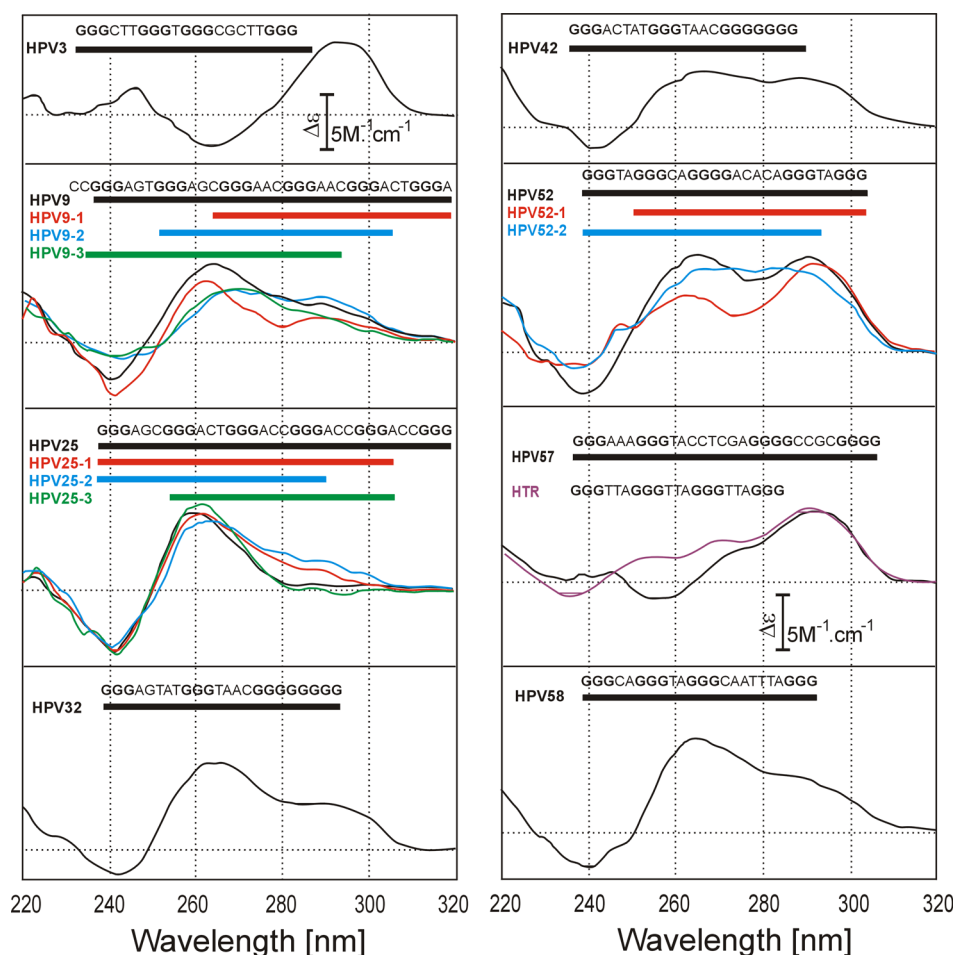 GGGCTTGGGTGGGCGCTTGGG
HPV3
Δε
5M⁻¹.cm⁻¹
CCGGGGAGTGGGAGCGGGAACGGGAACGGGACTGGGA
HPV9
HPV9-1
HPV9-2
HPV9-3
GGGAGCGGGACTGGGACCGGGACCGGGACCGGG
HPV25
HPV25-1
HPV25-2
HPV25-3
GGGAGTATGGGTAACGGGGGGGG
HPV32
220 240 260 280 300 320
Wavelength [nm]
GGGACTATGGGTAACGGGGGGG
HPV42
GGGTAGGGCAGGGGACACAGGGTAGGG
HPV52
HPV52-1
HPV52-2
GGGAAAGGGTACCTCGAGGGGCCGCGGGG
HPV57
HTR
GGGTTAGGGTTAGGGTTAGGG
Δε
5M⁻¹.cm⁻¹
GGGCAGGGTAGGGCAATTTAGGG
HPV58
220 240 260 280 300 320
Wavelength [nm]